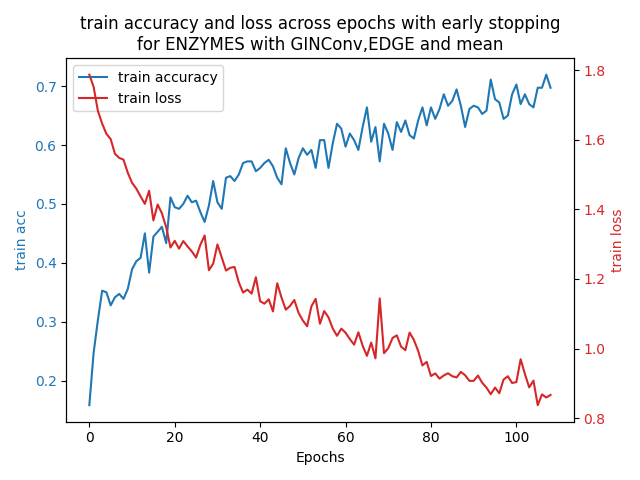 train accuracy and loss across epochs with early stopping
for ENZYMES with GINConv,EDGE and mean
train accuracy
train loss
train acc
0.7
0.6
0.5
0.4
0.3
0.2
0
20
40
60
80
100
Epochs
1.8
1.6
1.4
1.2
1.0
0.8
train loss